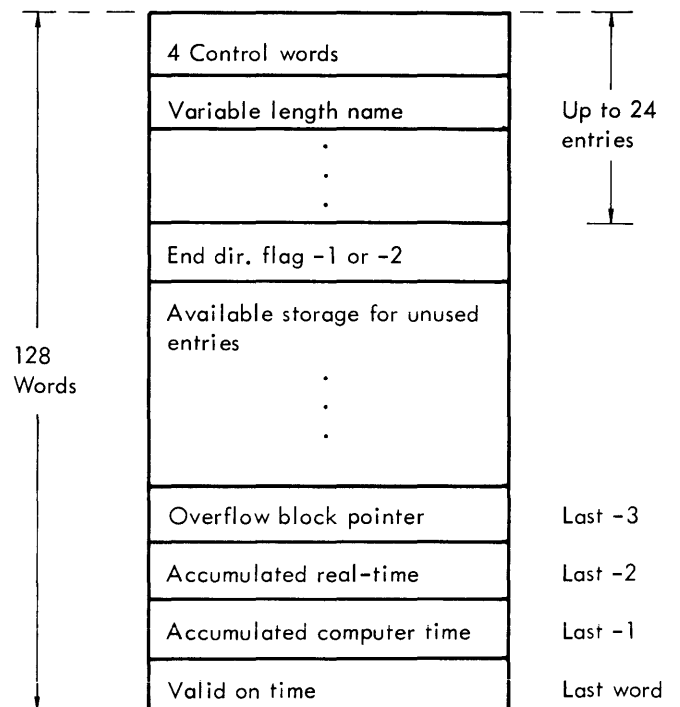 4 Control words
Variable length name
Up to 24
entries
.
.
.
End dir. flag -1 or -2
Available storage for unused
entries
.
.
.
128
Words
Overflow block pointer
Last -3
Accumulated real-time
Last -2
Accumulated computer time
Last -1
Valid on time
Last word